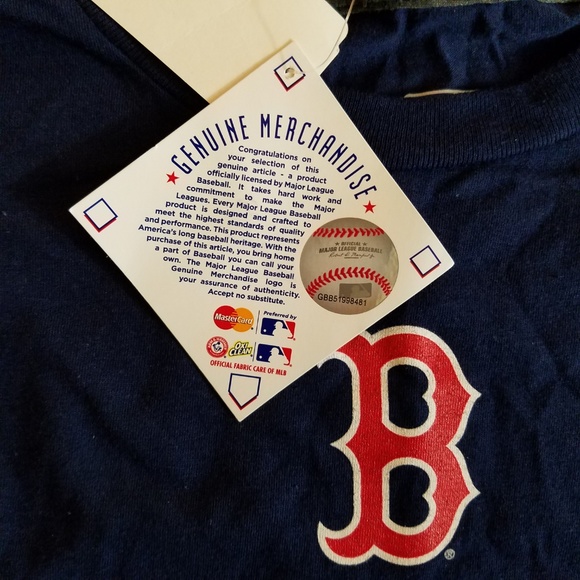 GENUINE MERCHANDISE
Congratulations on
your selection of this
genuine article - a product
officially licensed by Major League
Baseball. It takes hard work and
commitment to make the Major
Leagues. Every Major League Baseball
product is designed and crafted to
meet the highest standards of quality
and performance. This product represents
America's long baseball heritage. With the
purchase of this article, you bring home
a part of Baseball you can call your
own. The Major League Baseball
Genuine Merchandise logo is
your assurance of authenticity.
Accept no substitute.
OFFICIAL
MAJOR LEAGUE BASEBALL
GBB51998481
MasterCard
Preferred by
OXI
CLEAN
OFFICIAL FABRIC CARE OF MLB
B
®